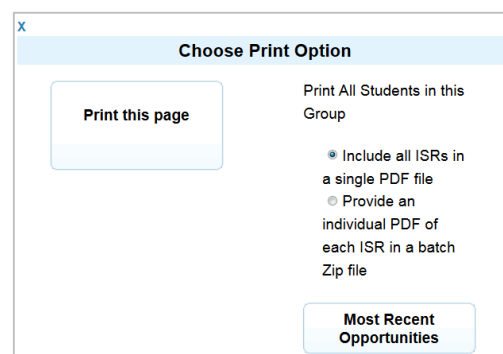 x
Choose Print Option
Print this page
Print All Students in this
Group
Include all ISRs in
a single PDF file
Provide an
individual PDF of
each ISR in a batch
Zip file
Most Recent
Opportunities